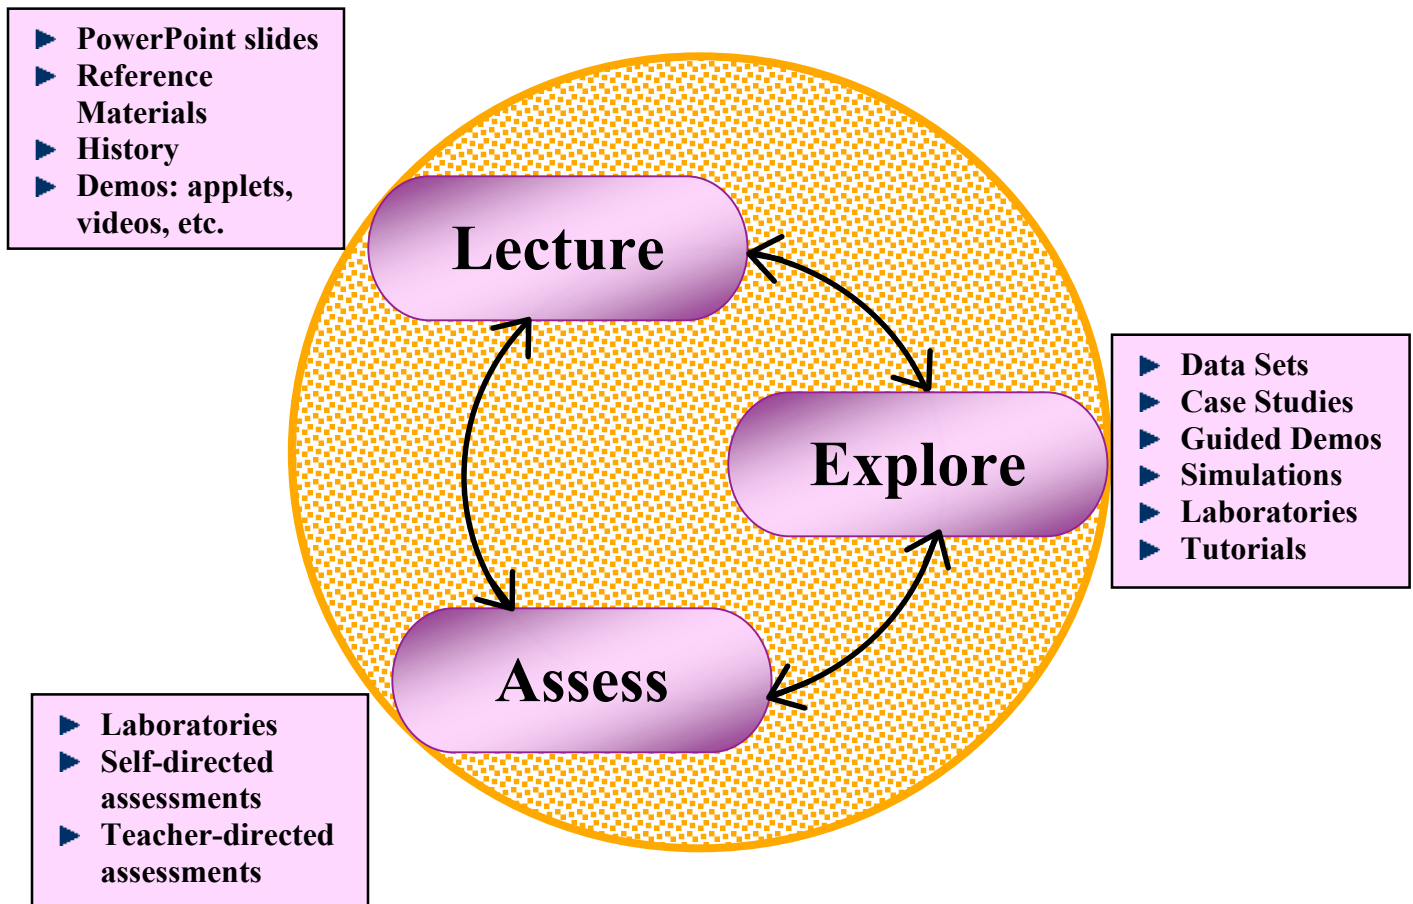 PowerPoint slides
Reference
Materials
History
Demos: applets,
videos, etc.
Lecture
Explore
Data Sets
Case Studies
Guided Demos
Simulations
Laboratories
Tutorials
Assess
Laboratories
Self-directed
assessments
Teacher-directed
assessments